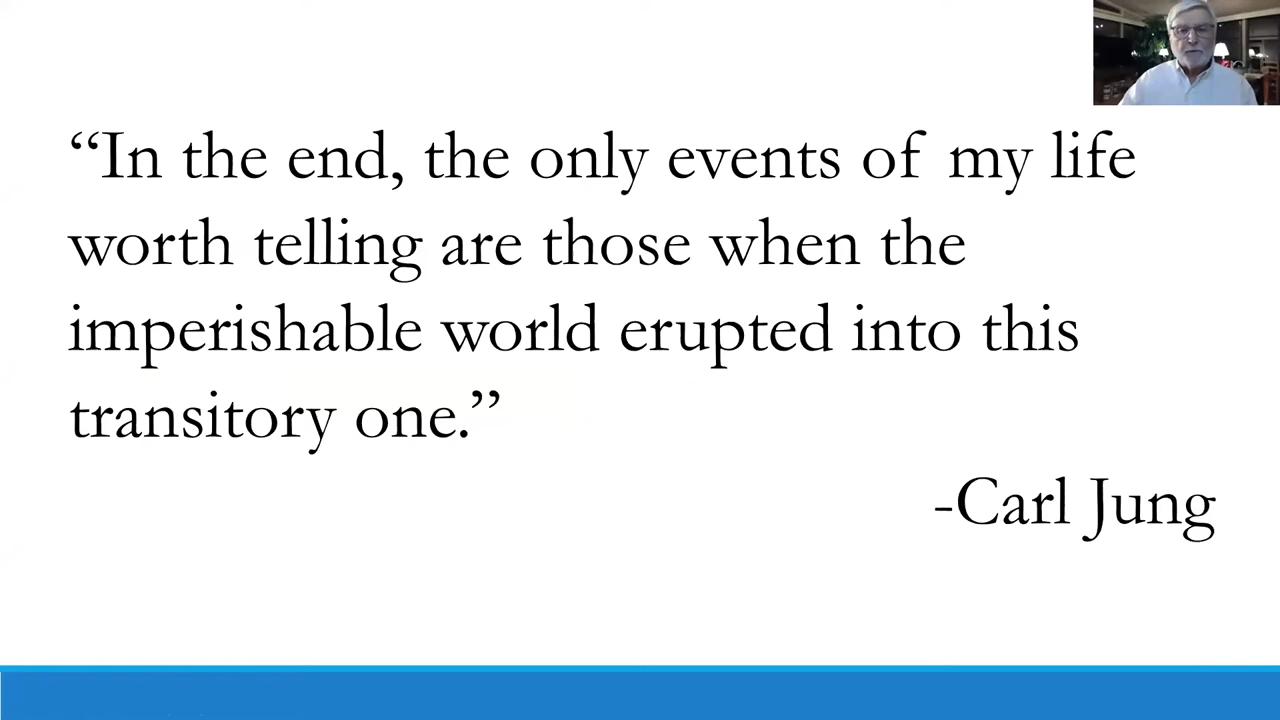 “In the end, the only events of my life
worth telling are those when the
imperishable world erupted into this
transitory one.”
-Carl Jung